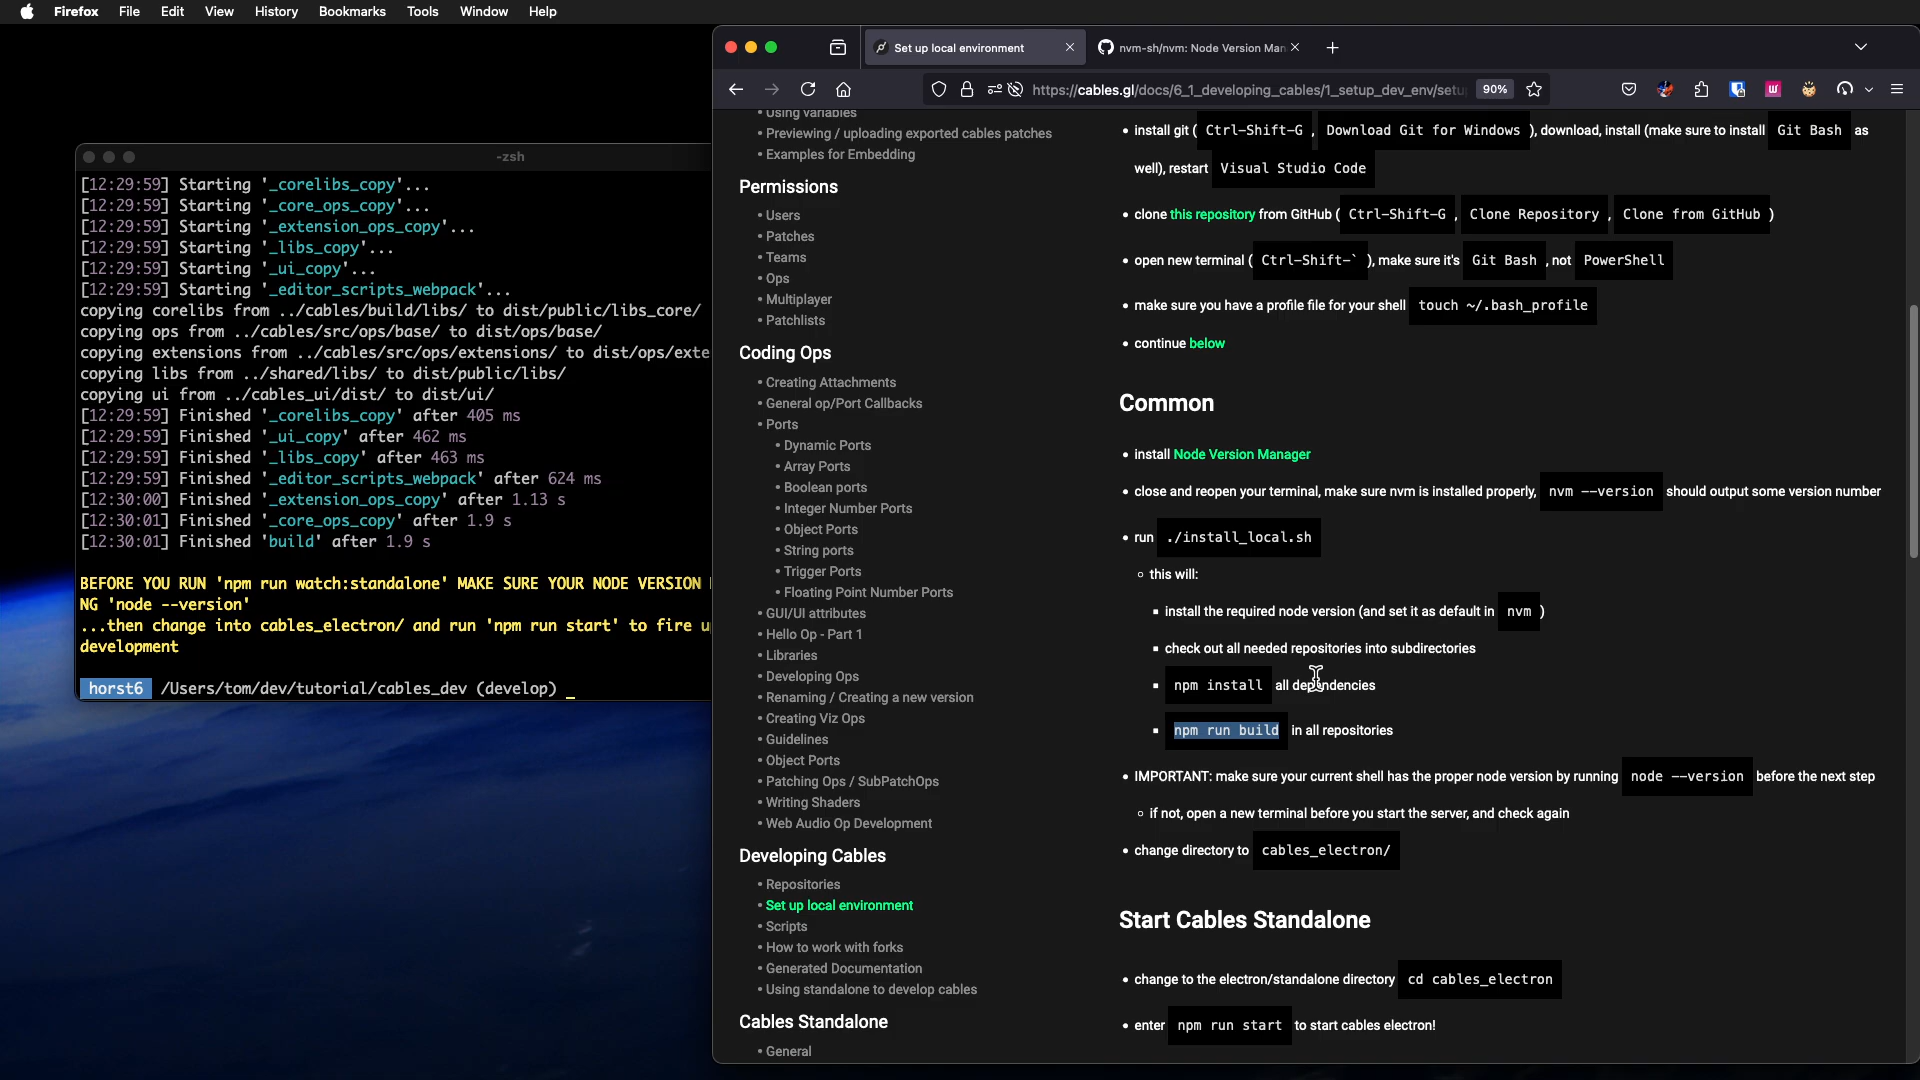 Firefox File Edit View History Bookmarks Tools Window Help
-zsh
[12:29:59] Starting '_corelibs_copy'...
[12:29:59] Starting '_core_ops_copy'...
[12:29:59] Starting '_extension_ops_copy'...
[12:29:59] Starting '_libs_copy'...
[12:29:59] Starting '_ui_copy'...
[12:29:59] Starting '_editor_scripts_webpack'...
copying corelibs from ../cables/build/libs/ to dist/public/libs_core/
copying ops from ../cables/src/ops/base/ to dist/ops/base/
copying extensions from ../cables/src/ops/extensions/ to dist/ops/exte
copying libs from ../shared/libs/ to dist/public/libs/
copying ui from ../cables_ui/dist/ to dist/ui/
[12:29:59] Finished '_corelibs_copy' after 405 ms
[12:29:59] Finished '_ui_copy' after 462 ms
[12:29:59] Finished '_libs_copy' after 463 ms
[12:29:59] Finished '_editor_scripts_webpack' after 624 ms
[12:30:00] Finished '_extension_ops_copy' after 1.13 s
[12:30:01] Finished '_core_ops_copy' after 1.9 s
[12:30:01] Finished 'build' after 1.9 s
BEFORE YOU RUN 'npm run watch:standalone' MAKE SURE YOUR NODE VERSION
NG 'node --version'
...then change into cables_electron/ and run 'npm run start' to fire u
development
horst6 /Users/tom/dev/tutorial/cables_dev (develop) _
Set up local environment
nvm-sh/nvm: Node Version Man
https://cables.gl/docs/6_1_developing_cables/1_setup_dev_env/setu
90%
• Using variables
• Previewing / uploading exported cables patches
• Examples for Embedding
Permissions
• Users
• Patches
• Teams
• Ops
• Multiplayer
• Patchlists
Coding Ops
• Creating Attachments
• General op/Port Callbacks
• Ports
• Dynamic Ports
• Array Ports
• Boolean ports
• Integer Number Ports
• Object Ports
• String ports
• Trigger Ports
• Floating Point Number Ports
• GUI/UI attributes
• Hello Op - Part 1
• Libraries
• Developing Ops
• Renaming / Creating a new version
• Creating Viz Ops
• Guidelines
• Object Ports
• Patching Ops / SubPatchOps
• Writing Shaders
• Web Audio Op Development
Developing Cables
• Repositories
• Set up local environment
• Scripts
• How to work with forks
• Generated Documentation
• Using standalone to develop cables
Cables Standalone
• General
• install git ( Ctrl-Shift-G , Download Git for Windows ), download, install (make sure to install Git Bash as
well), restart Visual Studio Code
• clone this repository from GitHub ( Ctrl-Shift-G , Clone Repository , Clone from GitHub )
• open new terminal ( Ctrl-Shift-` ), make sure it's Git Bash , not PowerShell
• make sure you have a profile file for your shell touch ~/.bash_profile
• continue below
Common
• install Node Version Manager
• close and reopen your terminal, make sure nvm is installed properly, nvm --version should output some version number
• run ./install_local.sh
◦ this will:
▪ install the required node version (and set it as default in nvm )
▪ check out all needed repositories into subdirectories
▪ npm install all dependencies
▪ npm run build in all repositories
• IMPORTANT: make sure your current shell has the proper node version by running node --version before the next step
◦ if not, open a new terminal before you start the server, and check again
• change directory to cables_electron/
Start Cables Standalone
• change to the electron/standalone directory cd cables_electron
• enter npm run start to start cables electron!